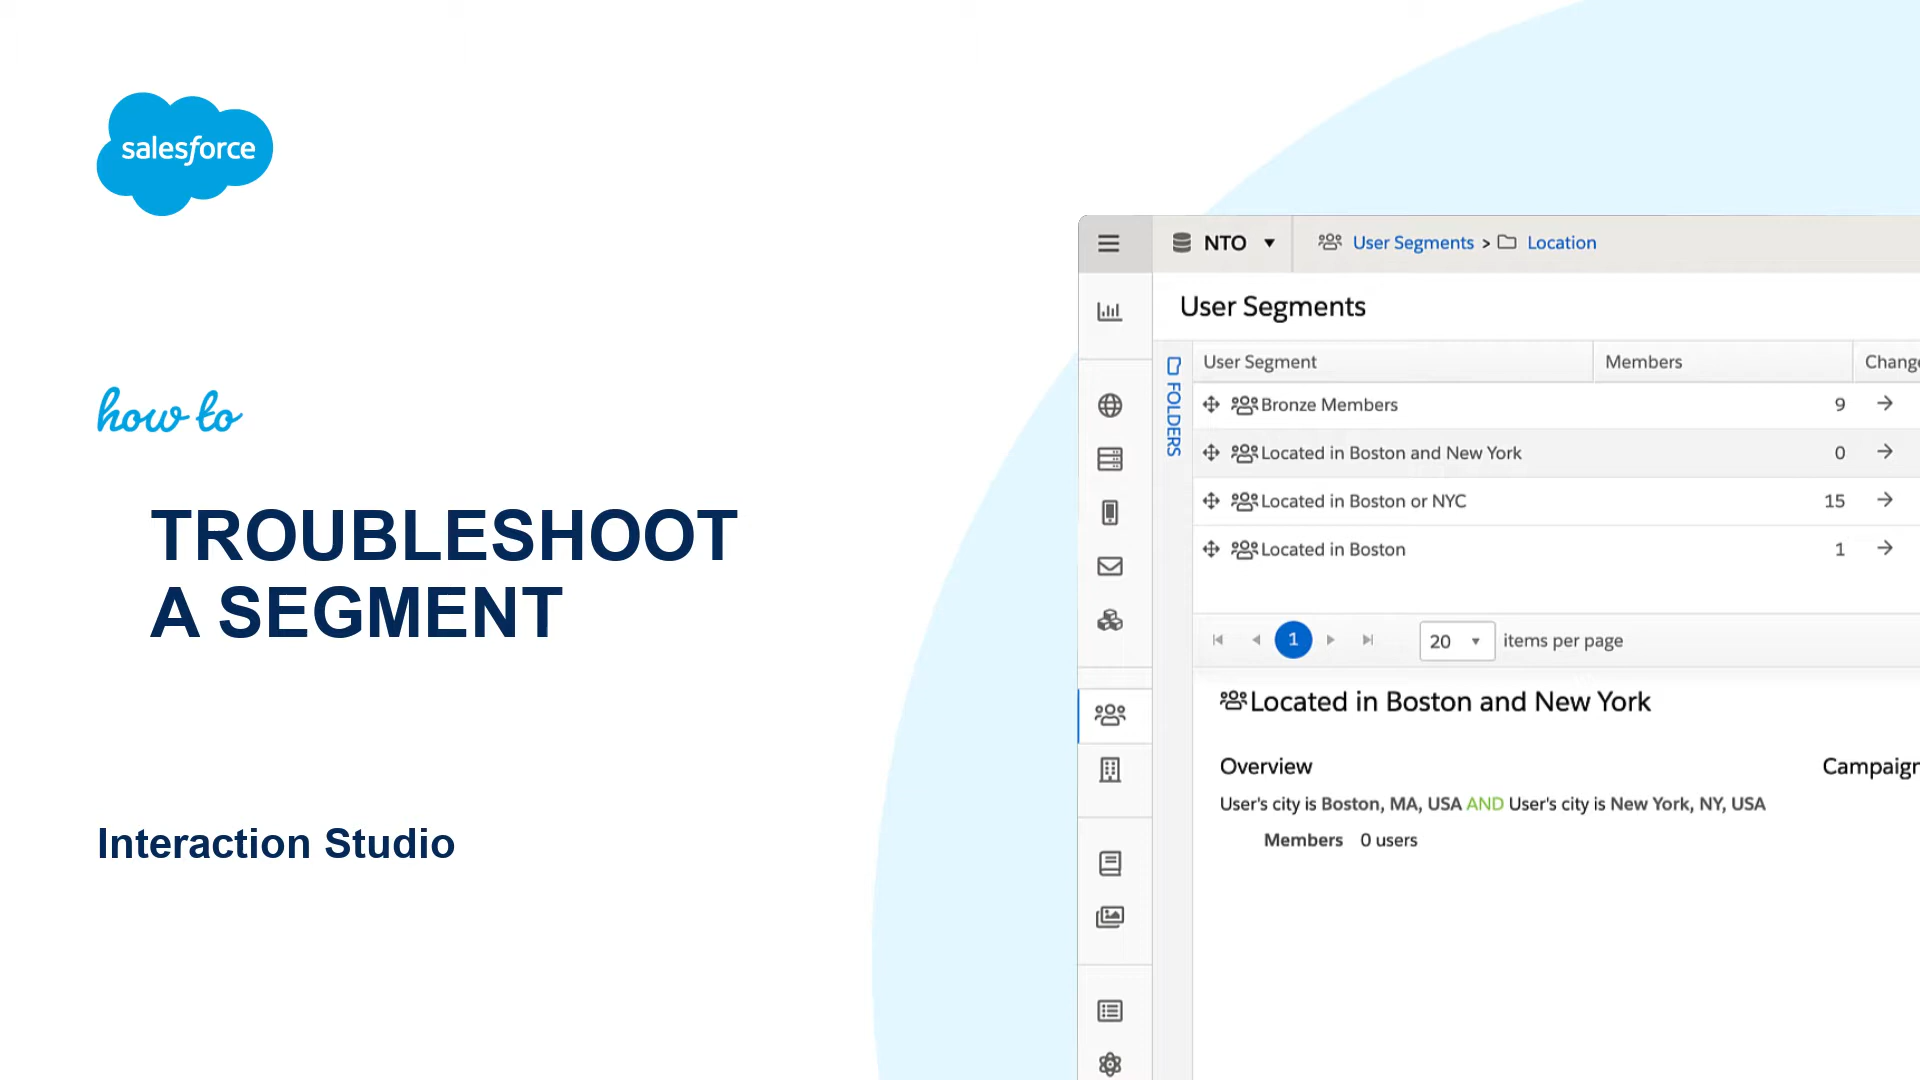 salesforce
how to
TROUBLESHOOT
A SEGMENT
Interaction Studio
NTO
User Segments > Location
User Segments
FOLDERS
User Segment Members Change
Bronze Members 9
Located in Boston and New York 0
Located in Boston or NYC 15
Located in Boston 1
1 20 items per page
Located in Boston and New York
Overview Campaign
User's city is Boston, MA, USA AND User's city is New York, NY, USA
Members 0 users